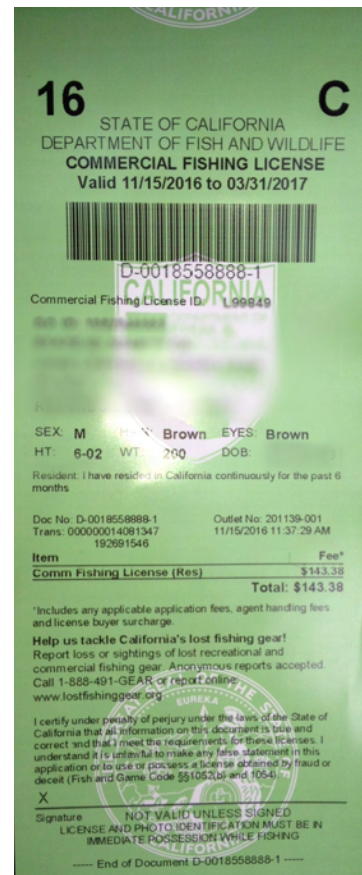 CALIFORNIA
16 C
STATE OF CALIFORNIA
DEPARTMENT OF FISH AND WILDLIFE
COMMERCIAL FISHING LICENSE
Valid 11/15/2016 to 03/31/2017
D-0018558888-1
CALIFORNIA
Commercial Fishing License ID: L99849
SEX: M Brown EYES: Brown
HT: 6-02 WT: 200 DOB:
Resident: I have resided in California continuously for the past 6
months
Doc No: D-0018558888-1 Outlet No: 201139-001
Trans: 000000014081347 11/15/2016 11:37:29 AM
192691546
Item Fee*
Comm Fishing License (Res) $143.38
Total: $143.38
*Includes any applicable application fees, agent handling fees
and license buyer surcharge.
Help us tackle California's lost fishing gear!
Report loss or sightings of lost recreational and
commercial fishing gear. Anonymous reports accepted.
Call 1-888-491-GEAR or report online:
www.lostfishinggear.org
EUREKA
I certify under penalty of perjury under the laws of the State of
California that all information on this document is true and
correct and that I meet the requirements for these licenses. I
understand it is unlawful to make any false statement in this
application or to use or possess a license obtained by fraud or
deceit (Fish and Game Code §§1052(b) and 1054).
X
Signature NOT VALID UNLESS SIGNED
LICENSE AND PHOTO IDENTIFICATION MUST BE IN
IMMEDIATE POSSESSION WHILE FISHING
CALIFORNIA
----- End of Document D-0018558888-1 -----